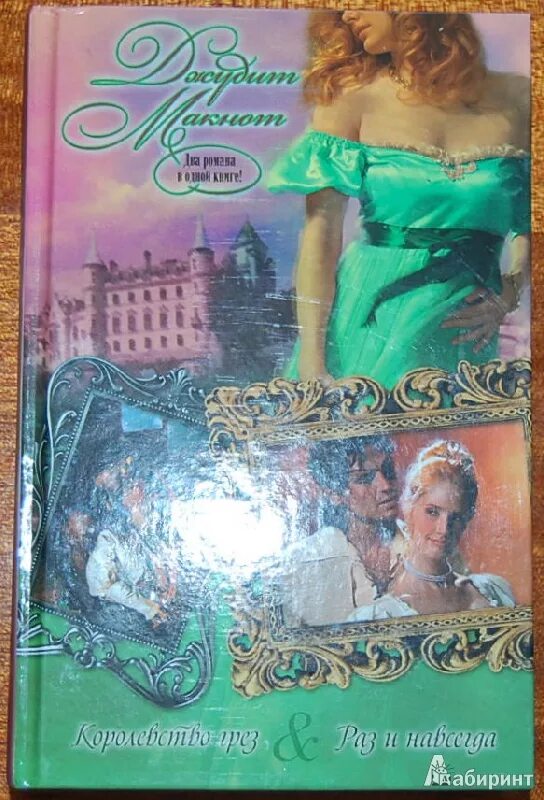 Джудит
Макнот
Два романа
в одной книге!
Королевство грез & Раз и навсегда
Лабиринт